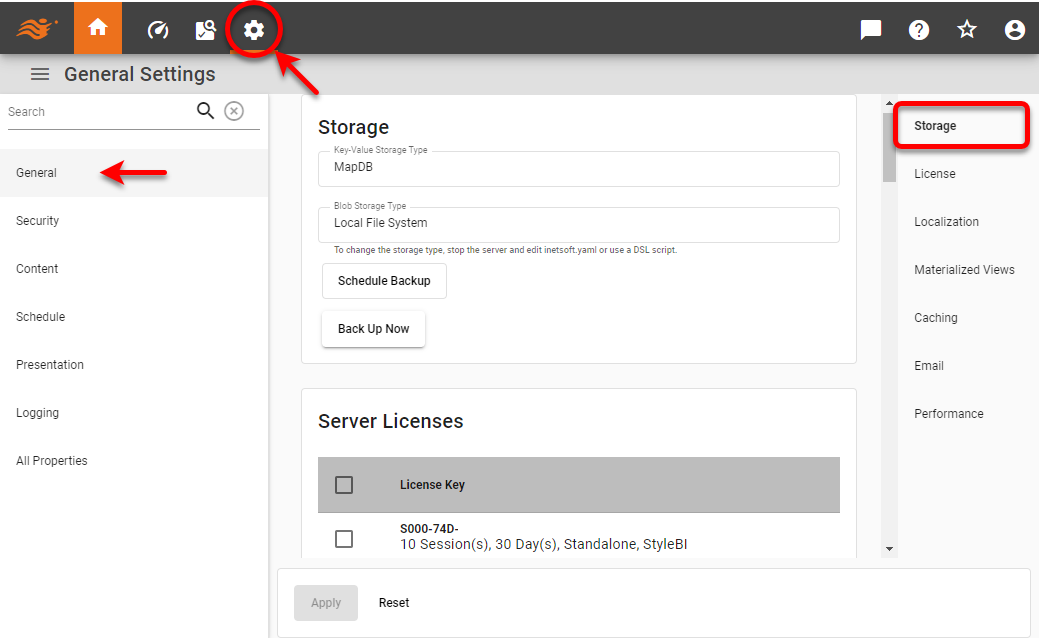 General Settings
Search
General
Security
Content
Schedule
Presentation
Logging
All Properties
Storage
Key-Value Storage Type
MapDB
Blob Storage Type
Local File System
To change the storage type, stop the server and edit inetsoft.yaml or use a DSL script.
Schedule Backup
Back Up Now
Server Licenses
License Key
S000-74D-
10 Session(s), 30 Day(s), Standalone, StyleBI
Apply
Reset
Storage
License
Localization
Materialized Views
Caching
Email
Performance